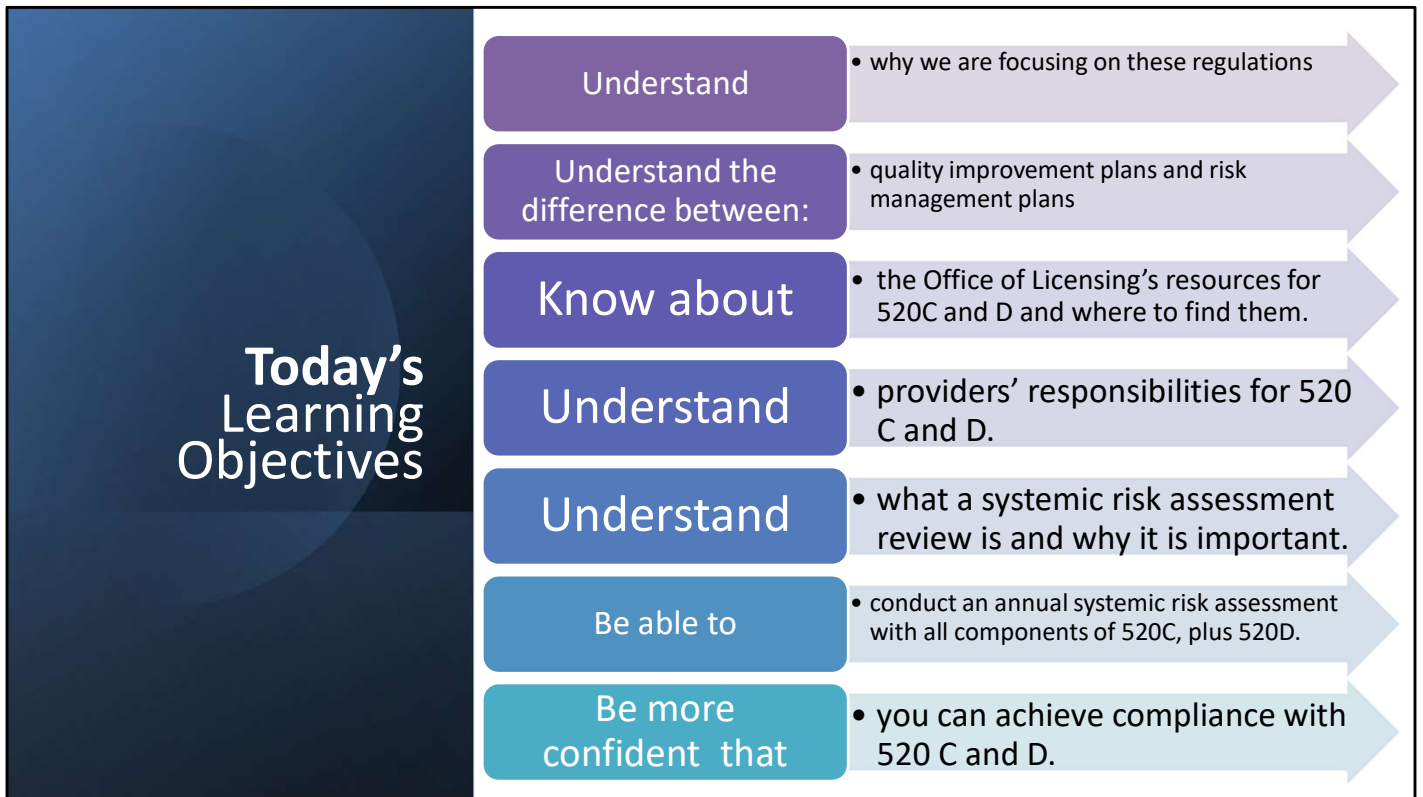 Today's
Learning
Objectives
Understand
• why we are focusing on these regulations
Understand the
difference between:
• quality improvement plans and risk
management plans
Know about
• the Office of Licensing's resources for
520C and D and where to find them.
Understand
• providers' responsibilities for 520
C and D.
Understand
• what a systemic risk assessment
review is and why it is important.
Be able to
• conduct an annual systemic risk assessment
with all components of 520C, plus 520D.
Be more
confident that
• you can achieve compliance with
520 C and D.